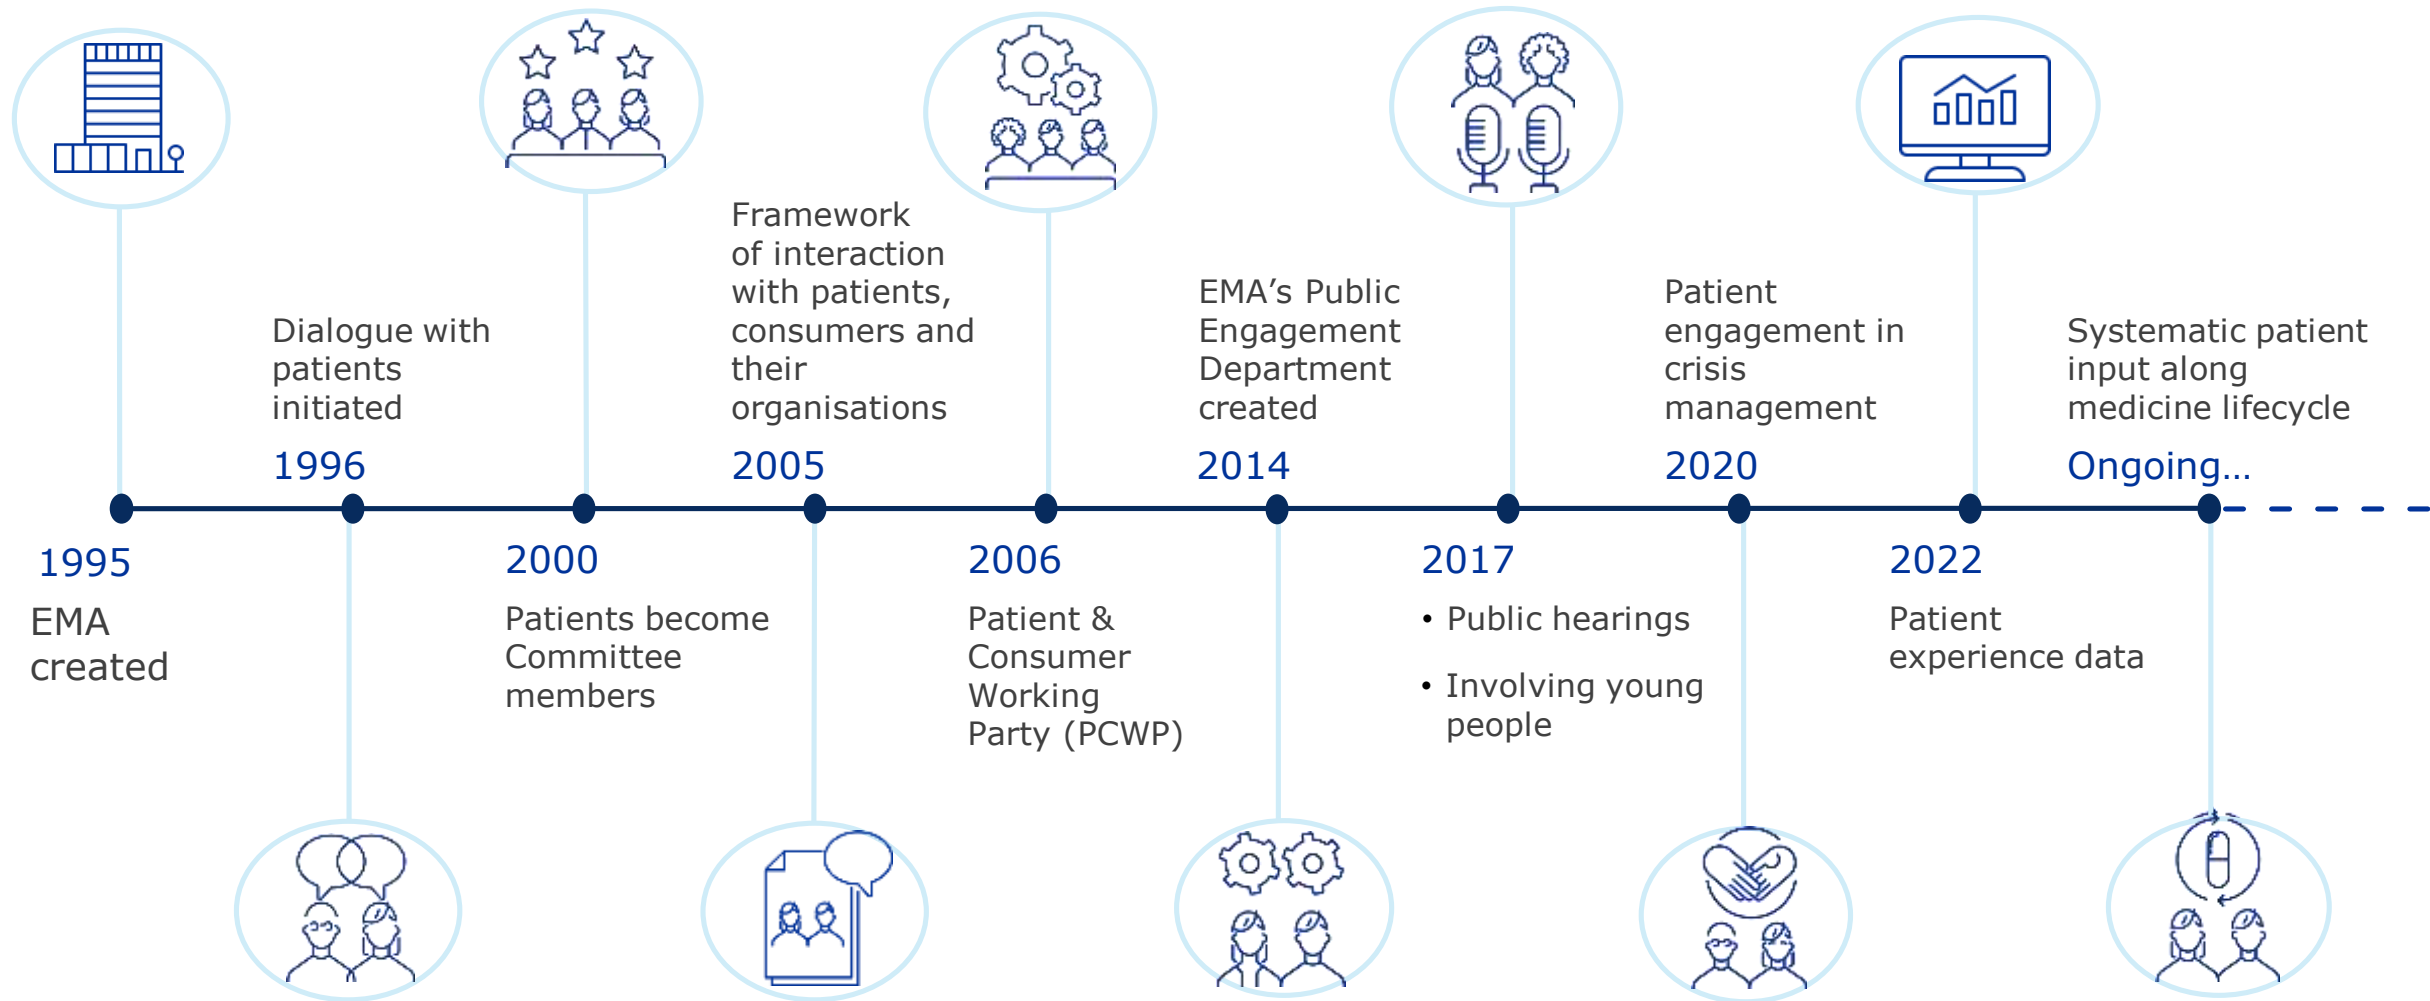 1995
EMA
created
Dialogue with
patients
initiated
1996
2000
Patients become
Committee
members
Framework
of interaction
with patients,
consumers and
their
organisations
2005
2006
Patient &
Consumer
Working
Party (PCWP)
EMA’s Public
Engagement
Department
created
2014
2017
• Public hearings
• Involving young
people
Patient
engagement in
crisis
management
2020
2022
Patient
experience data
Systematic patient
input along
medicine lifecycle
Ongoing…